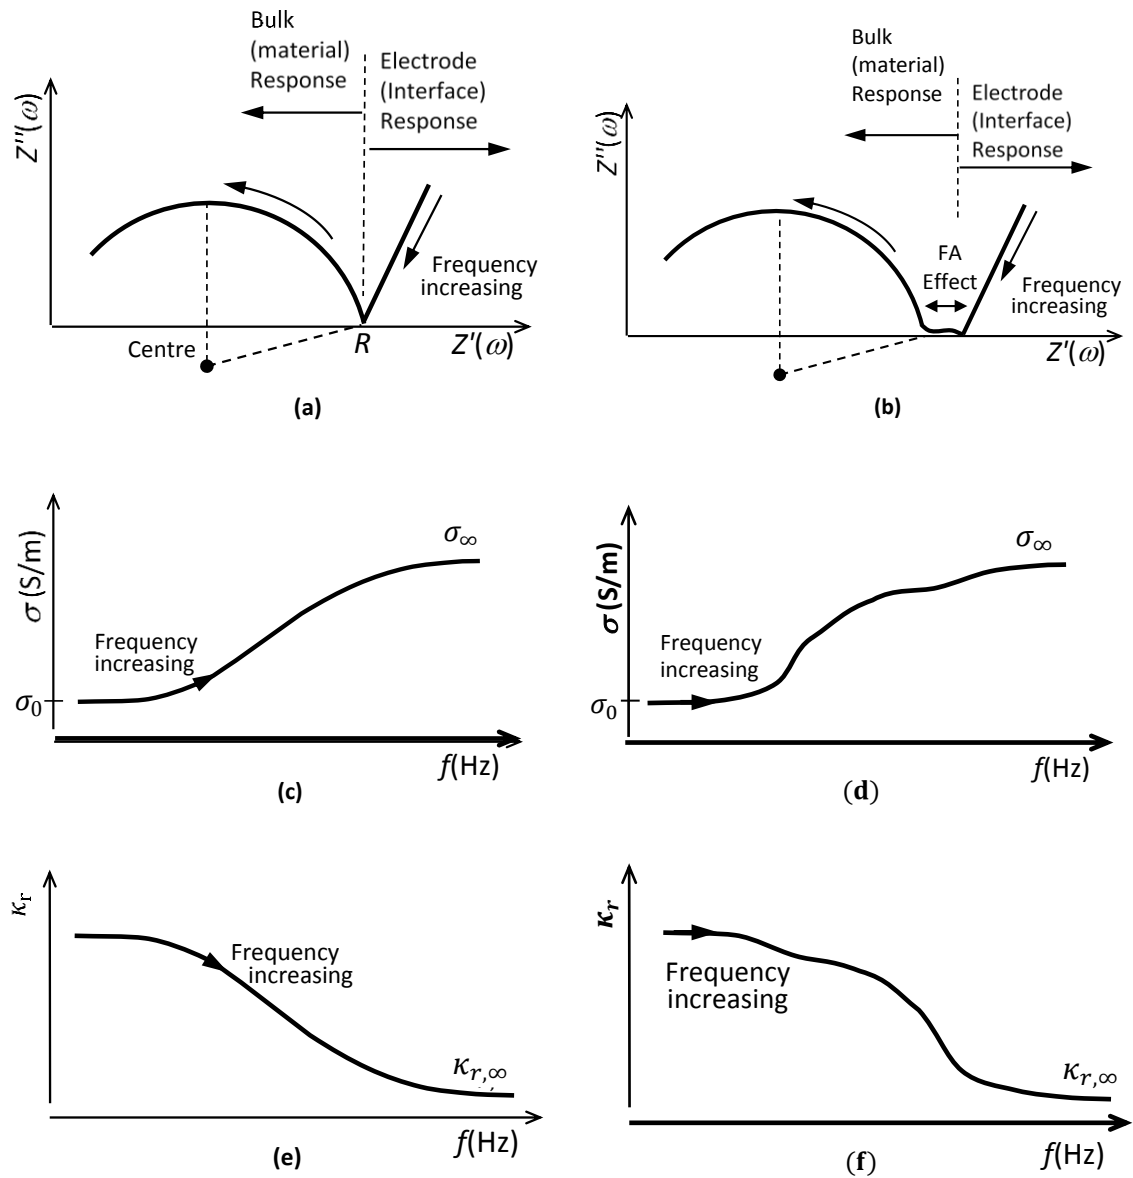 Bulk
(material)
Response
Electrode
(Interface)
Response
Z''(ω)
Frequency
increasing
Centre
R
Z'(ω)
(a)
Bulk
(material)
Response
Electrode
(Interface)
Response
Z''(ω)
FA
Effect
Frequency
increasing
Z'(ω)
(b)
σ (S/m)
σ∞
Frequency
increasing
σ0
f(Hz)
(c)
σ (S/m)
σ∞
Frequency
increasing
σ0
f(Hz)
(d)
κr
Frequency
increasing
κr,∞
f(Hz)
(e)
κr
Frequency
increasing
κr,∞
f(Hz)
(f)